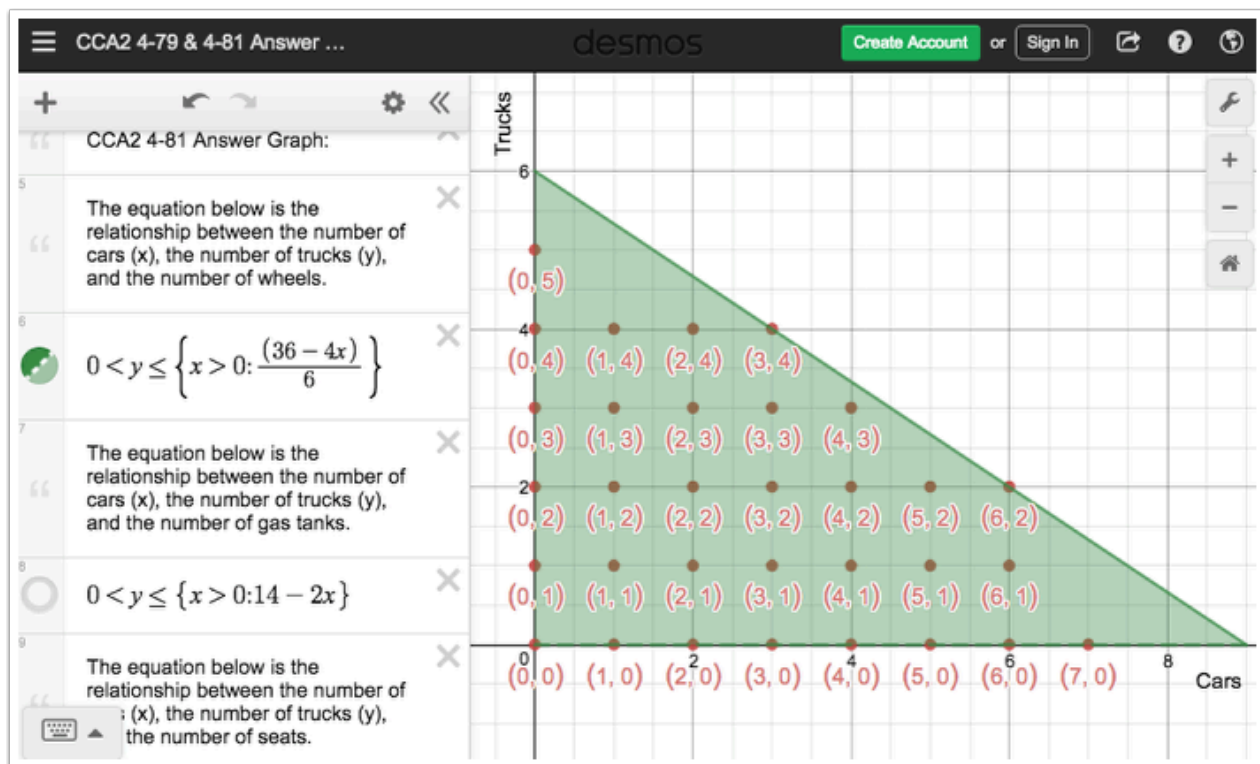 CCA2 4-79 & 4-81 Answer ...
desmos
Create Account or Sign In
CCA2 4-81 Answer Graph:
5
The equation below is the
relationship between the number of
cars (x), the number of trucks (y),
and the number of wheels.
6
0 < y ≤ {x > 0: (36 − 4x)/6}
7
The equation below is the
relationship between the number of
cars (x), the number of trucks (y),
and the number of gas tanks.
8
0 < y ≤ {x > 0:14 − 2x}
9
The equation below is the
relationship between the number of
(x), the number of trucks (y),
the number of seats.
Trucks
6
(0, 5)
4
(0, 4) (1, 4) (2, 4) (3, 4)
(0, 3) (1, 3) (2, 3) (3, 3) (4, 3)
2
(0, 2) (1, 2) (2, 2) (3, 2) (4, 2) (5, 2) (6, 2)
(0, 1) (1, 1) (2, 1) (3, 1) (4, 1) (5, 1) (6, 1)
0 2 4 6 8
(0, 0) (1, 0) (2, 0) (3, 0) (4, 0) (5, 0) (6, 0) (7, 0)
Cars